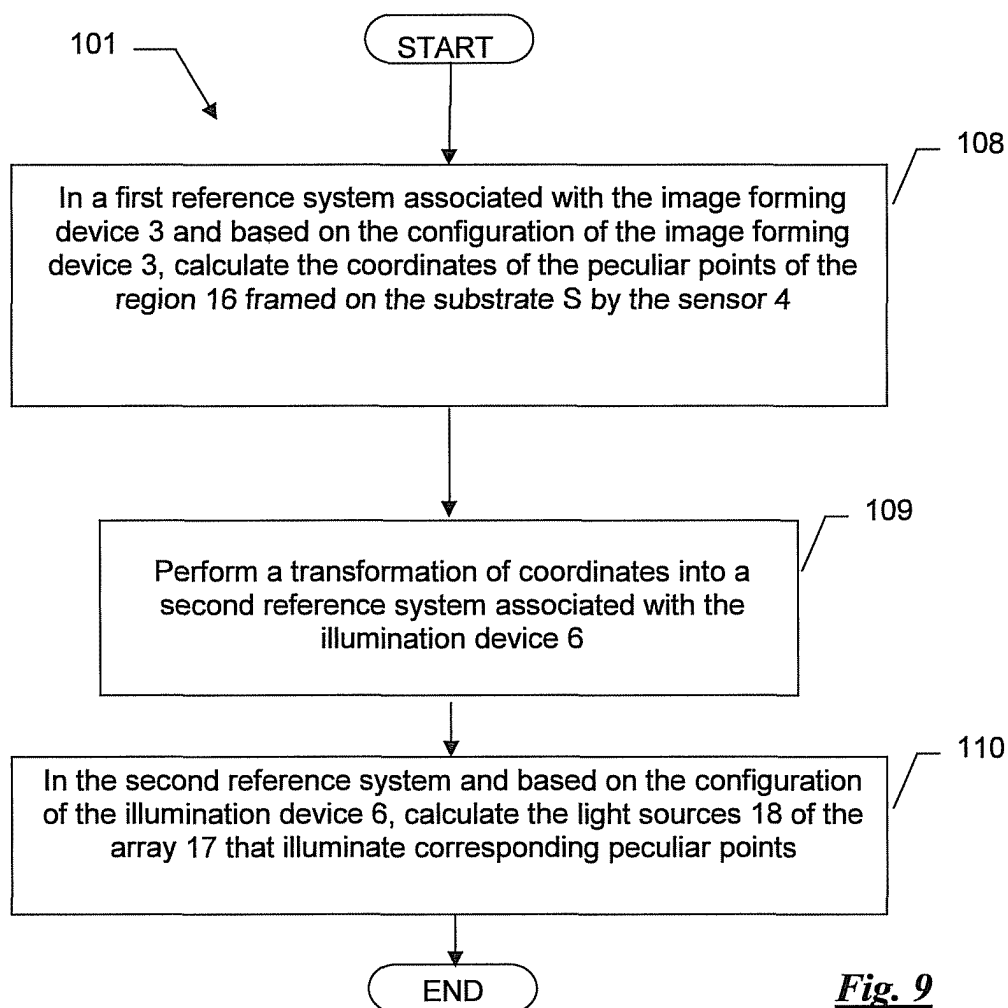 101
START
108
In a first reference system associated with the image forming
device 3 and based on the configuration of the image forming
device 3, calculate the coordinates of the peculiar points of the
region 16 framed on the substrate S by the sensor 4
109
Perform a transformation of coordinates into a
second reference system associated with the
illumination device 6
110
In the second reference system and based on the configuration
of the illumination device 6, calculate the light sources 18 of the
array 17 that illuminate corresponding peculiar points
END
Fig. 9